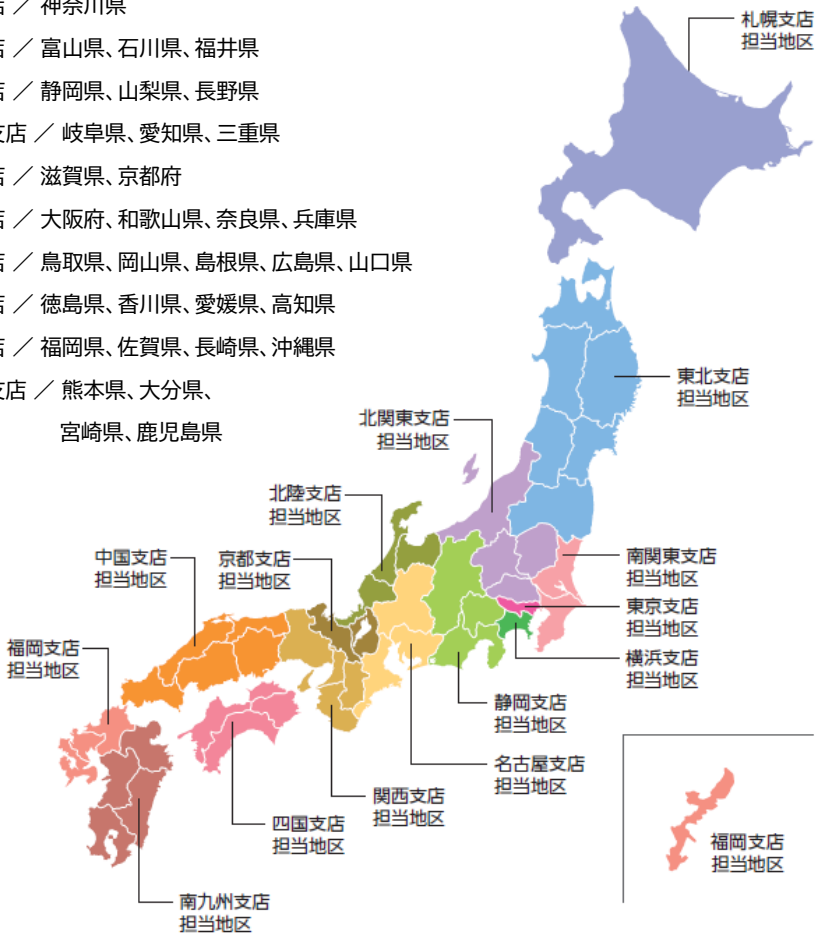 店 ／ 神奈川県
店 ／ 富山県、石川県、福井県
店 ／ 静岡県、山梨県、長野県
支店 ／ 岐阜県、愛知県、三重県
店 ／ 滋賀県、京都府
店 ／ 大阪府、和歌山県、奈良県、兵庫県
店 ／ 鳥取県、岡山県、島根県、広島県、山口県
店 ／ 徳島県、香川県、愛媛県、高知県
店 ／ 福岡県、佐賀県、長崎県、沖縄県
支店 ／ 熊本県、大分県、
宮崎県、鹿児島県
札幌支店
担当地区
東北支店
担当地区
北関東支店
担当地区
北陸支店
担当地区
中国支店
担当地区
京都支店
担当地区
南関東支店
担当地区
東京支店
担当地区
横浜支店
担当地区
福岡支店
担当地区
静岡支店
担当地区
名古屋支店
担当地区
関西支店
担当地区
四国支店
担当地区
福岡支店
担当地区
南九州支店
担当地区